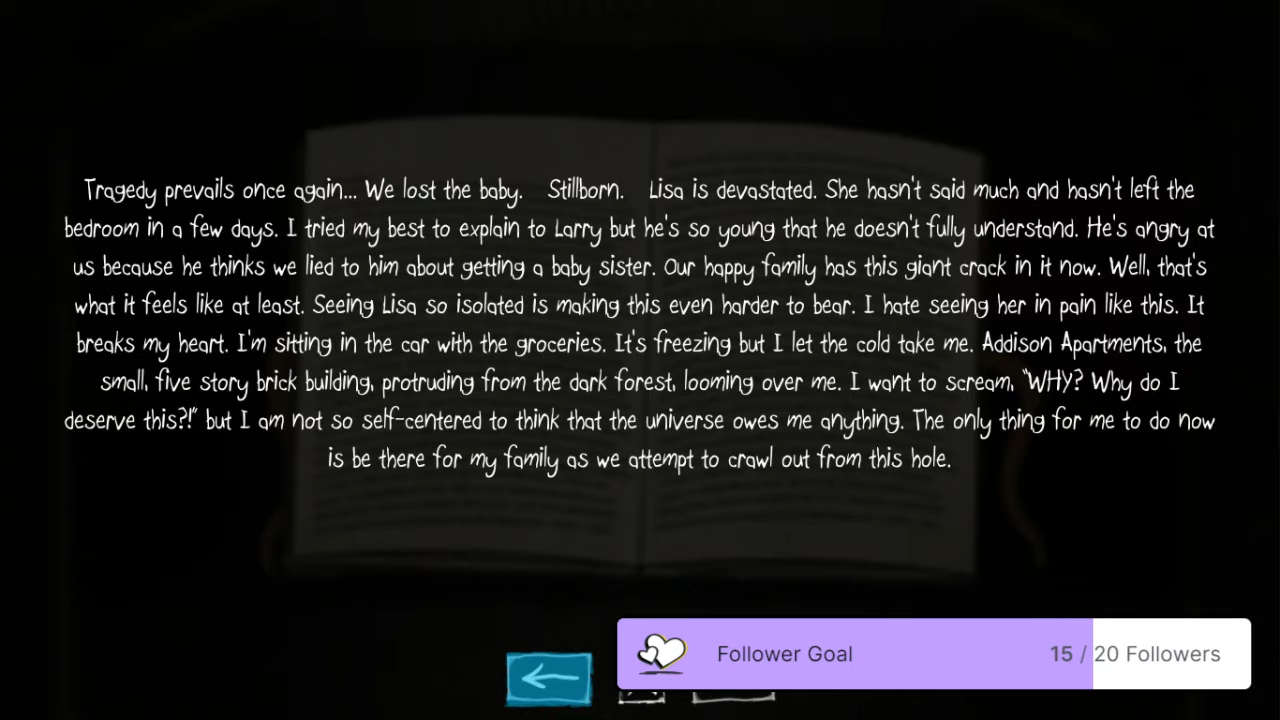 Tragedy prevails once again... We lost the baby. Stillborn. Lisa is devastated. She hasn't said much and hasn't left the
bedroom in a few days. I tried my best to explain to Larry but he's so young that he doesn't fully understand. He's angry at
us because he thinks we lied to him about getting a baby sister. Our happy family has this giant crack in it now. Well, that's
what it feels like at least. Seeing Lisa so isolated is making this even harder to bear. I hate seeing her in pain like this. It
breaks my heart. I'm sitting in the car with the groceries. It's freezing but I let the cold take me. Addison Apartments, the
small, five story brick building, protruding from the dark forest, looming over me. I want to scream, "WHY? Why do I
deserve this?!" but I am not so self-centered to think that the universe owes me anything. The only thing for me to do now
is be there for my family as we attempt to crawl out from this hole.
Follower Goal 15 / 20 Followers